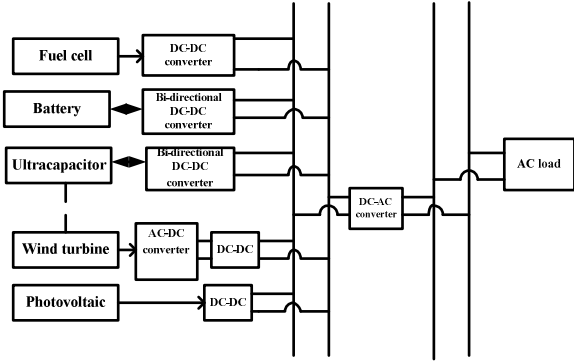 Fuel cell
DC-DC
converter
Battery
Bi-directional
DC-DC
converter
Ultracapacitor
Bi-directional
DC-DC
converter
AC load
DC-AC
converter
Wind turbine
AC-DC
converter
DC-DC
Photovoltaic
DC-DC